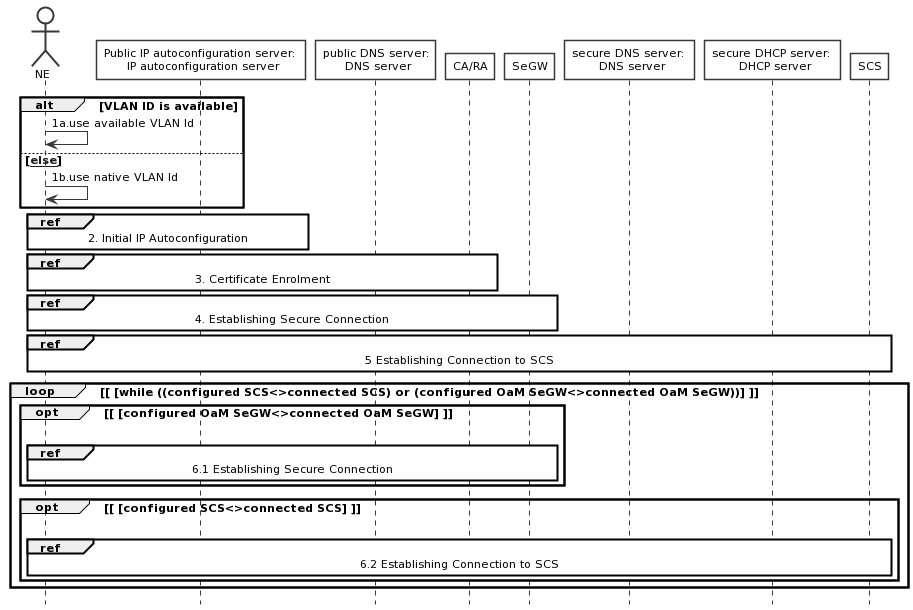 NE
Public IP autoconfiguration server:
IP autoconfiguration server
public DNS server:
DNS server
CA/RA
SeGW
secure DNS server:
DNS server
secure DHCP server:
DHCP server
SCS
alt
[VLAN ID is available]
1a.use available VLAN Id
[else]
1b.use native VLAN Id
ref
2. Initial IP Autoconfiguration
ref
3. Certificate Enrolment
ref
4. Establishing Secure Connection
ref
5 Establishing Connection to SCS
loop
[[ [while ((configured SCS<>connected SCS) or (configured OaM SeGW<>connected OaM SeGW))] ]]
opt
[[ [configured OaM SeGW<>connected OaM SeGW] ]]
ref
6.1 Establishing Secure Connection
opt
[[ [configured SCS<>connected SCS] ]]
ref
6.2 Establishing Connection to SCS